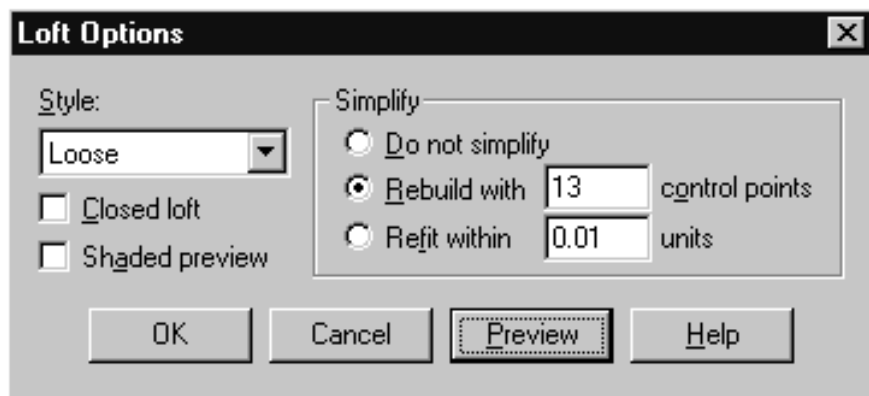 Loft Options
Style:
Loose
Closed loft
Shaded preview
Simplify
Do not simplify
Rebuild with 13 control points
Refit within 0.01 units
OK Cancel Preview Help